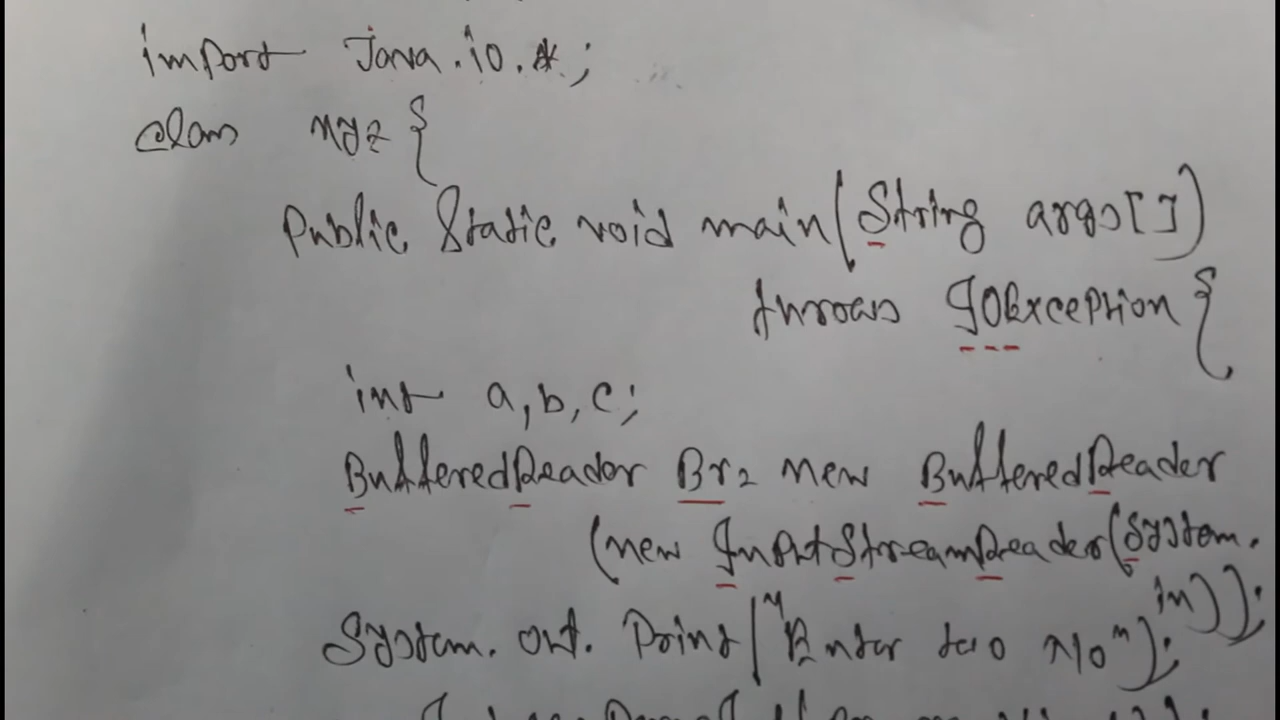 import Java.io.*;
class xyz {
Public Static void main(String args[])
throws IOException {
int a,b,c;
BufferedReader Br = new BufferedReader
(new InputStreamReader(System.
in));
System. out. Print("Enter two No");